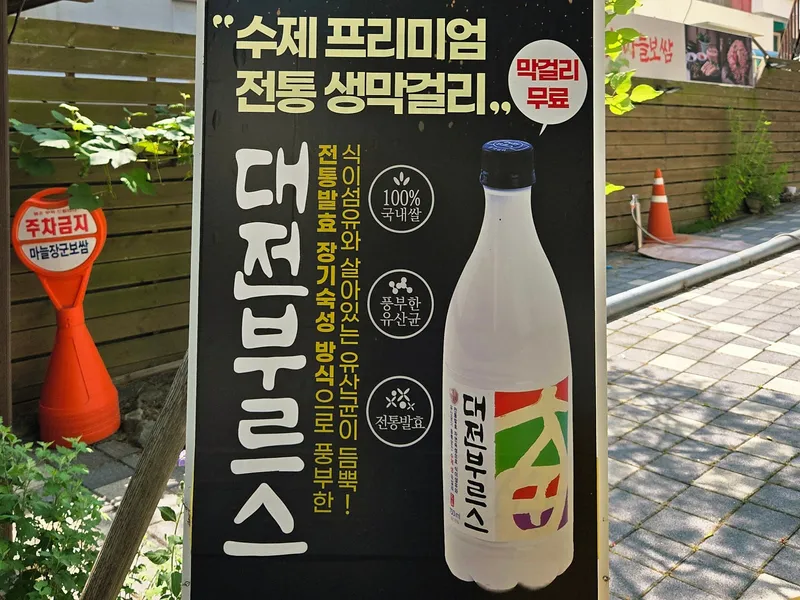 "수제 프리미엄
전통 생막걸리"
막걸리
무료
대전부르스
식이섬유와 살아있는 유산균이 듬뿍!
전통발효 장기숙성 방식으로 풍부한
100%
국내쌀
풍부한
유산균
전통발효
대전부르스
주차금지
마늘장군보쌈
마늘보쌈